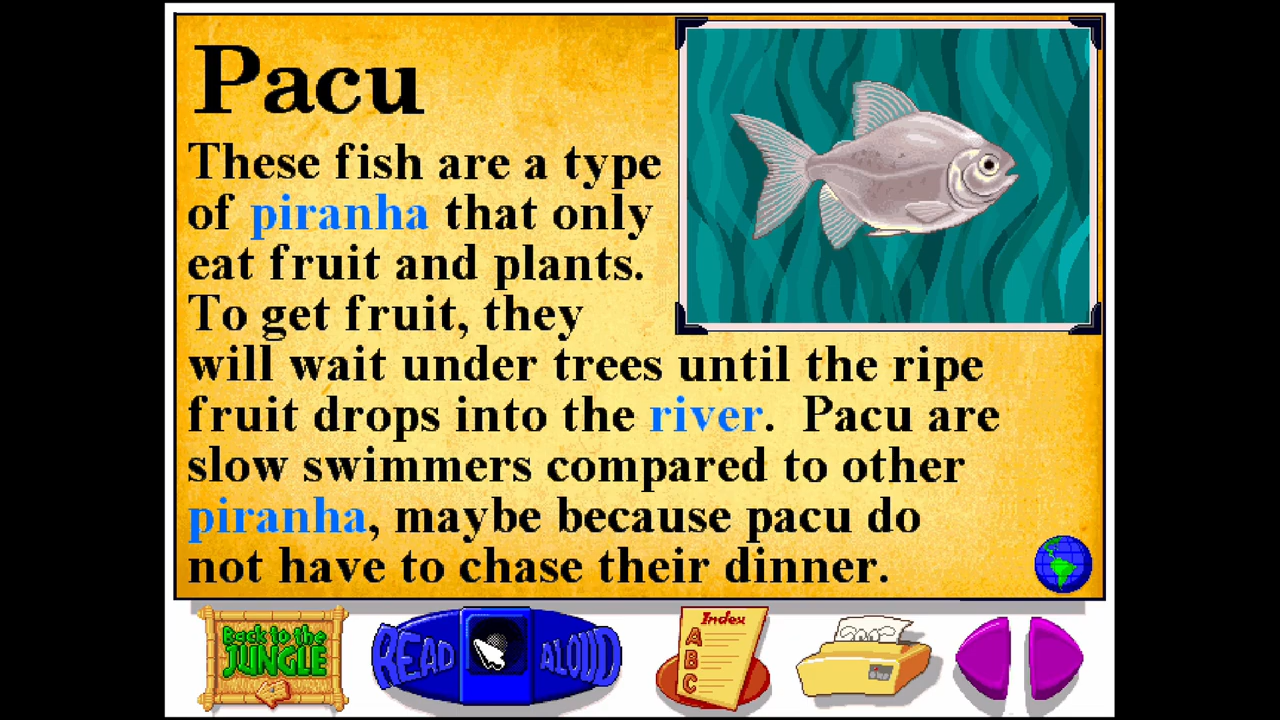 Pacu
These fish are a type
of piranha that only
eat fruit and plants.
To get fruit, they
will wait under trees until the ripe
fruit drops into the river.  Pacu are
slow swimmers compared to other
piranha, maybe because pacu do
not have to chase their dinner.
Back to the
JUNGLE
READ ALOUD
Index
A
B
C